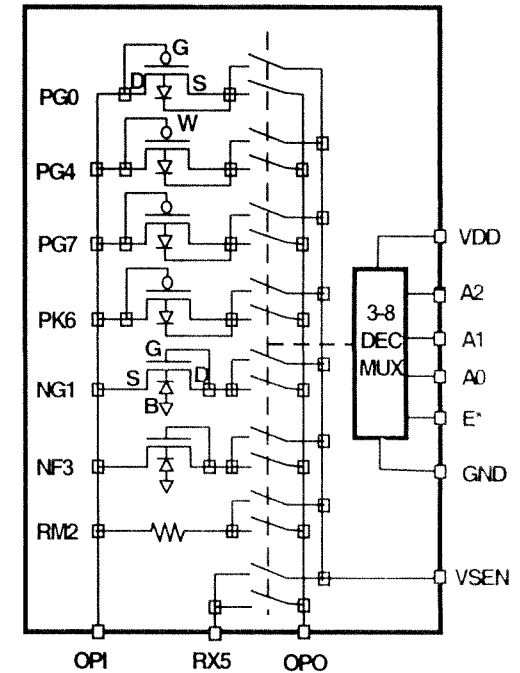 G
D
S
PG0
W
PG4
PG7
VDD
PK6
A2
3-8
DEC
MUX
A1
G
S
D
NG1
A0
B
E*
NF3
GND
RM2
VSEN
OPI
RX5
OPO